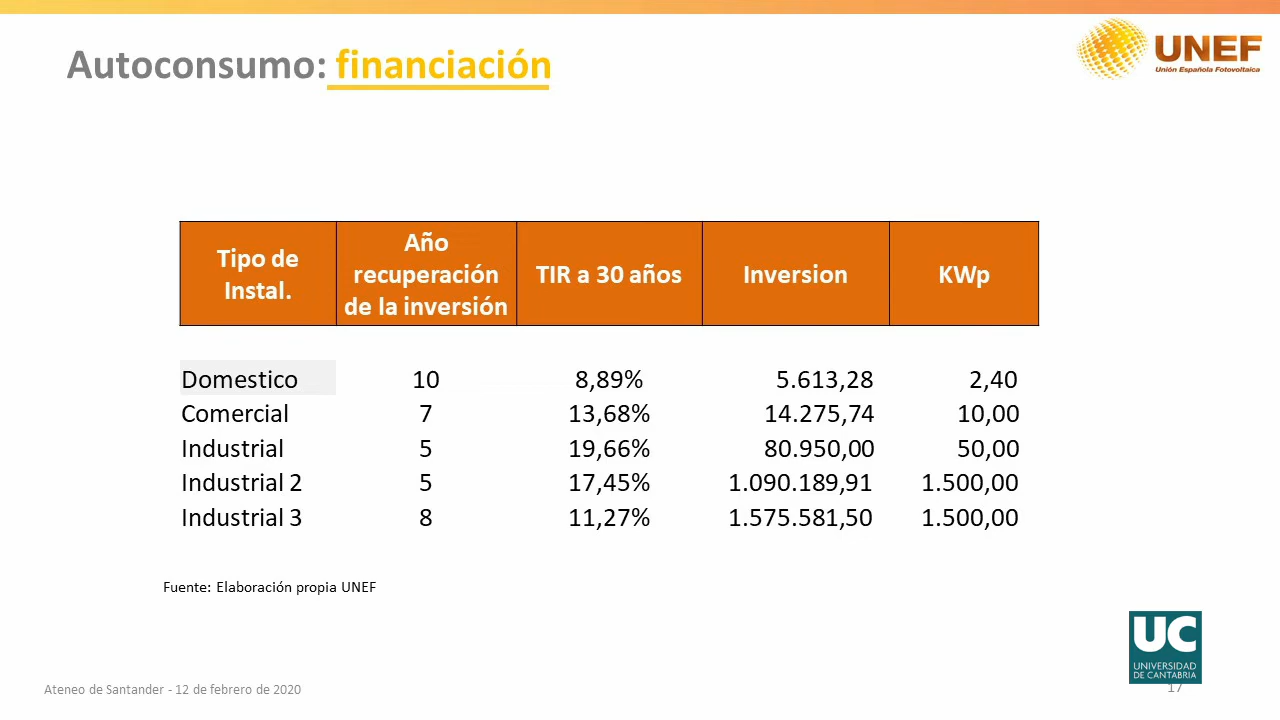 Autoconsumo: financiación
UNEF
Unión Española Fotovoltaica
Tipo de
Instal.
Año
recuperación
de la inversión
TIR a 30 años
Inversion
KWp
Domestico 10 8,89% 5.613,28 2,40
Comercial 7 13,68% 14.275,74 10,00
Industrial 5 19,66% 80.950,00 50,00
Industrial 2 5 17,45% 1.090.189,91 1.500,00
Industrial 3 8 11,27% 1.575.581,50 1.500,00
Fuente: Elaboración propia UNEF
UC
UNIVERSIDAD
DE CANTABRIA
Ateneo de Santander - 12 de febrero de 2020
17